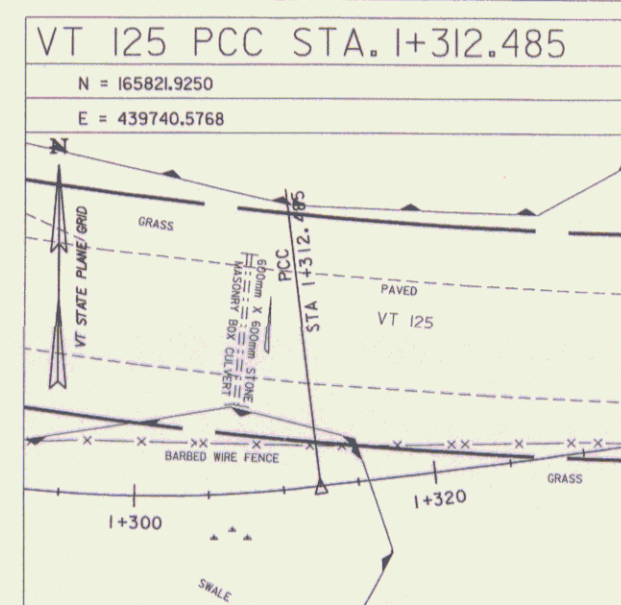 VT 125 PCC STA. 1+312.485
N = 165821.9250
E = 439740.5768
N
VT STATE PLANE/GRID
GRASS
600mm X 600mm STONE
MASONRY BOX CULVERT
PCC
STA 1+312.485
PAVED
VT 125
BARBED WIRE FENCE
GRASS
1+300
1+320
SWALE